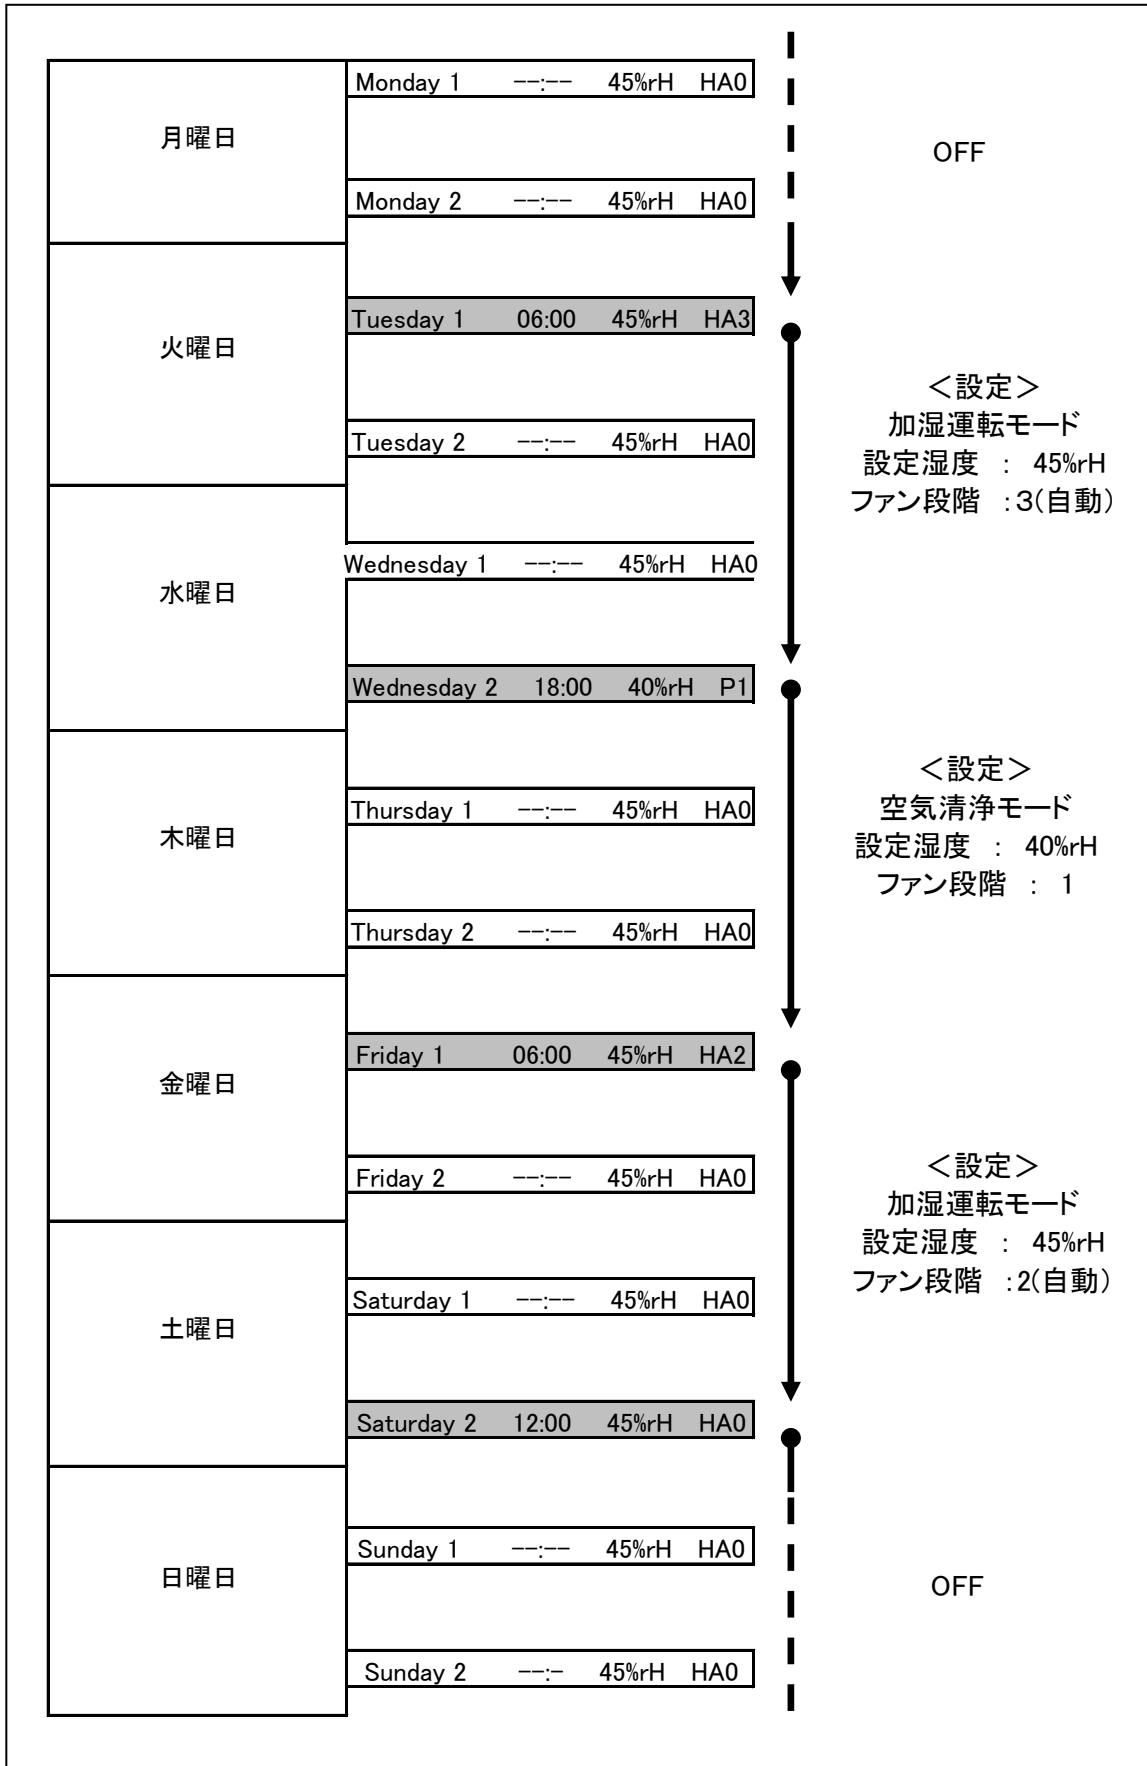 月曜日
Monday 1 --:-- 45%rH HA0
Monday 2 --:-- 45%rH HA0
OFF
火曜日
Tuesday 1 06:00 45%rH HA3
Tuesday 2 --:-- 45%rH HA0
＜設定＞
加湿運転モード
設定湿度 : 45%rH
ファン段階 :3(自動)
水曜日
Wednesday 1 --:-- 45%rH HA0
Wednesday 2 18:00 40%rH P1
木曜日
Thursday 1 --:-- 45%rH HA0
Thursday 2 --:-- 45%rH HA0
＜設定＞
空気清浄モード
設定湿度 : 40%rH
ファン段階 : 1
金曜日
Friday 1 06:00 45%rH HA2
Friday 2 --:-- 45%rH HA0
＜設定＞
加湿運転モード
設定湿度 : 45%rH
ファン段階 :2(自動)
土曜日
Saturday 1 --:-- 45%rH HA0
Saturday 2 12:00 45%rH HA0
日曜日
Sunday 1 --:-- 45%rH HA0
Sunday 2 --:- 45%rH HA0
OFF